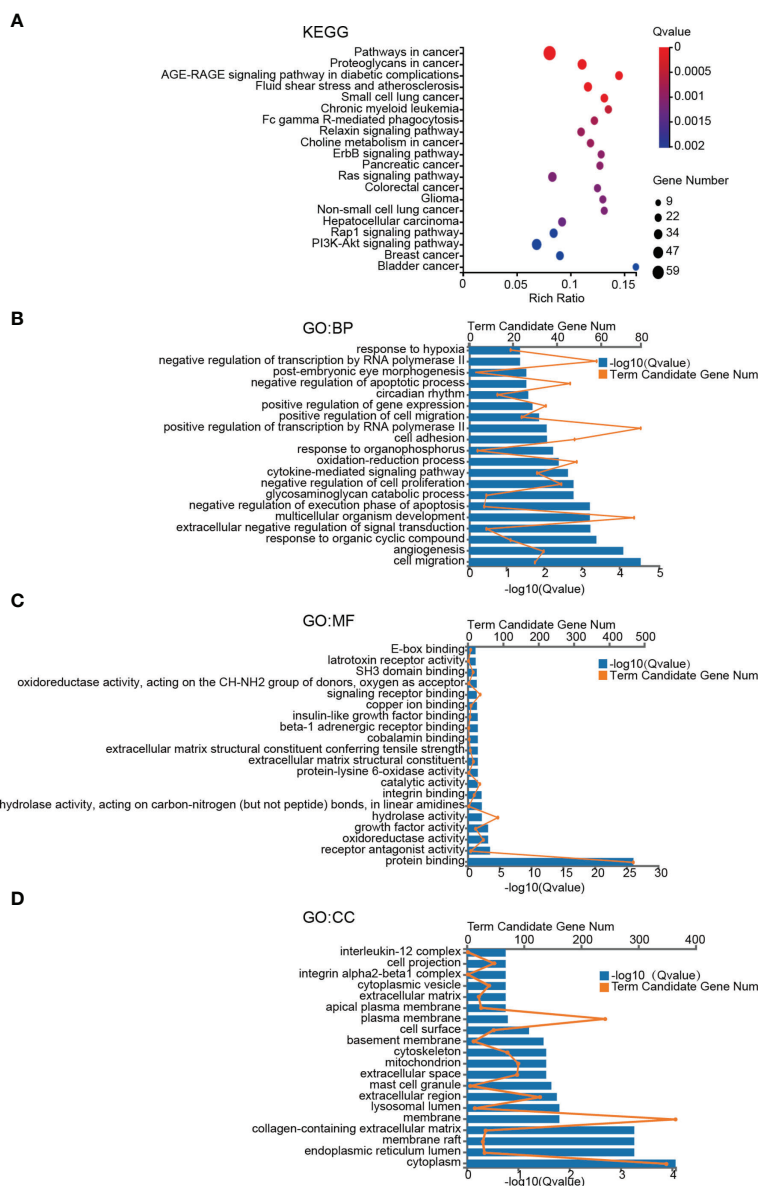 A
KEGG
Pathways in cancer
Proteoglycans in cancer
AGE-RAGE signaling pathway in diabetic complications
Fluid shear stress and atherosclerosis
Small cell lung cancer
Chronic myeloid leukemia
Fc gamma R-mediated phagocytosis
Relaxin signaling pathway
Choline metabolism in cancer
ErbB signaling pathway
Pancreatic cancer
Ras signaling pathway
Colorectal cancer
Glioma
Non-small cell lung cancer
Hepatocellular carcinoma
Rap1 signaling pathway
PI3K-Akt signaling pathway
Breast cancer
Bladder cancer
0 0.05 0.1 0.15
Rich Ratio
Qvalue
0
0.0005
0.001
0.0015
0.002
Gene Number
9
22
34
47
59
B
GO:BP
Term Candidate Gene Num
0 20 40 60 80
response to hypoxia
negative regulation of transcription by RNA polymerase II
post-embryonic eye morphogenesis
negative regulation of apoptotic process
circadian rhythm
positive regulation of gene expression
positive regulation of cell migration
positive regulation of transcription by RNA polymerase II
cell adhesion
response to organophosphorus
oxidation-reduction process
cytokine-mediated signaling pathway
negative regulation of cell proliferation
glycosaminoglycan catabolic process
negative regulation of execution phase of apoptosis
multicellular organism development
extracellular negative regulation of signal transduction
response to organic cyclic compound
angiogenesis
cell migration
-log10(Qvalue)
Term Candidate Gene Num
0 1 2 3 4 5
-log10(Qvalue)
C
GO:MF
Term Candidate Gene Num
0 100 200 300 400 500
E-box binding
latrotoxin receptor activity
SH3 domain binding
oxidoreductase activity, acting on the CH-NH2 group of donors, oxygen as acceptor
signaling receptor binding
copper ion binding
insulin-like growth factor binding
beta-1 adrenergic receptor binding
cobalamin binding
extracellular matrix structural constituent conferring tensile strength
extracellular matrix structural constituent
protein-lysine 6-oxidase activity
catalytic activity
integrin binding
hydrolase activity, acting on carbon-nitrogen (but not peptide) bonds, in linear amidines
hydrolase activity
growth factor activity
oxidoreductase activity
receptor antagonist activity
protein binding
-log10(Qvalue)
Term Candidate Gene Num
0 5 10 15 20 25 30
-log10(Qvalue)
D
GO:CC
Term Candidate Gene Num
0 100 200 300 400
interleukin-12 complex
cell projection
integrin alpha2-beta1 complex
cytoplasmic vesicle
extracellular matrix
apical plasma membrane
plasma membrane
cell surface
basement membrane
cytoskeleton
mitochondrion
extracellular space
mast cell granule
extracellular region
lysosomal lumen
membrane
collagen-containing extracellular matrix
membrane raft
endoplasmic reticulum lumen
cytoplasm
-log10 (Qvalue)
Term Candidate Gene Num
0 1 2 3 4
-log10(Qvalue)